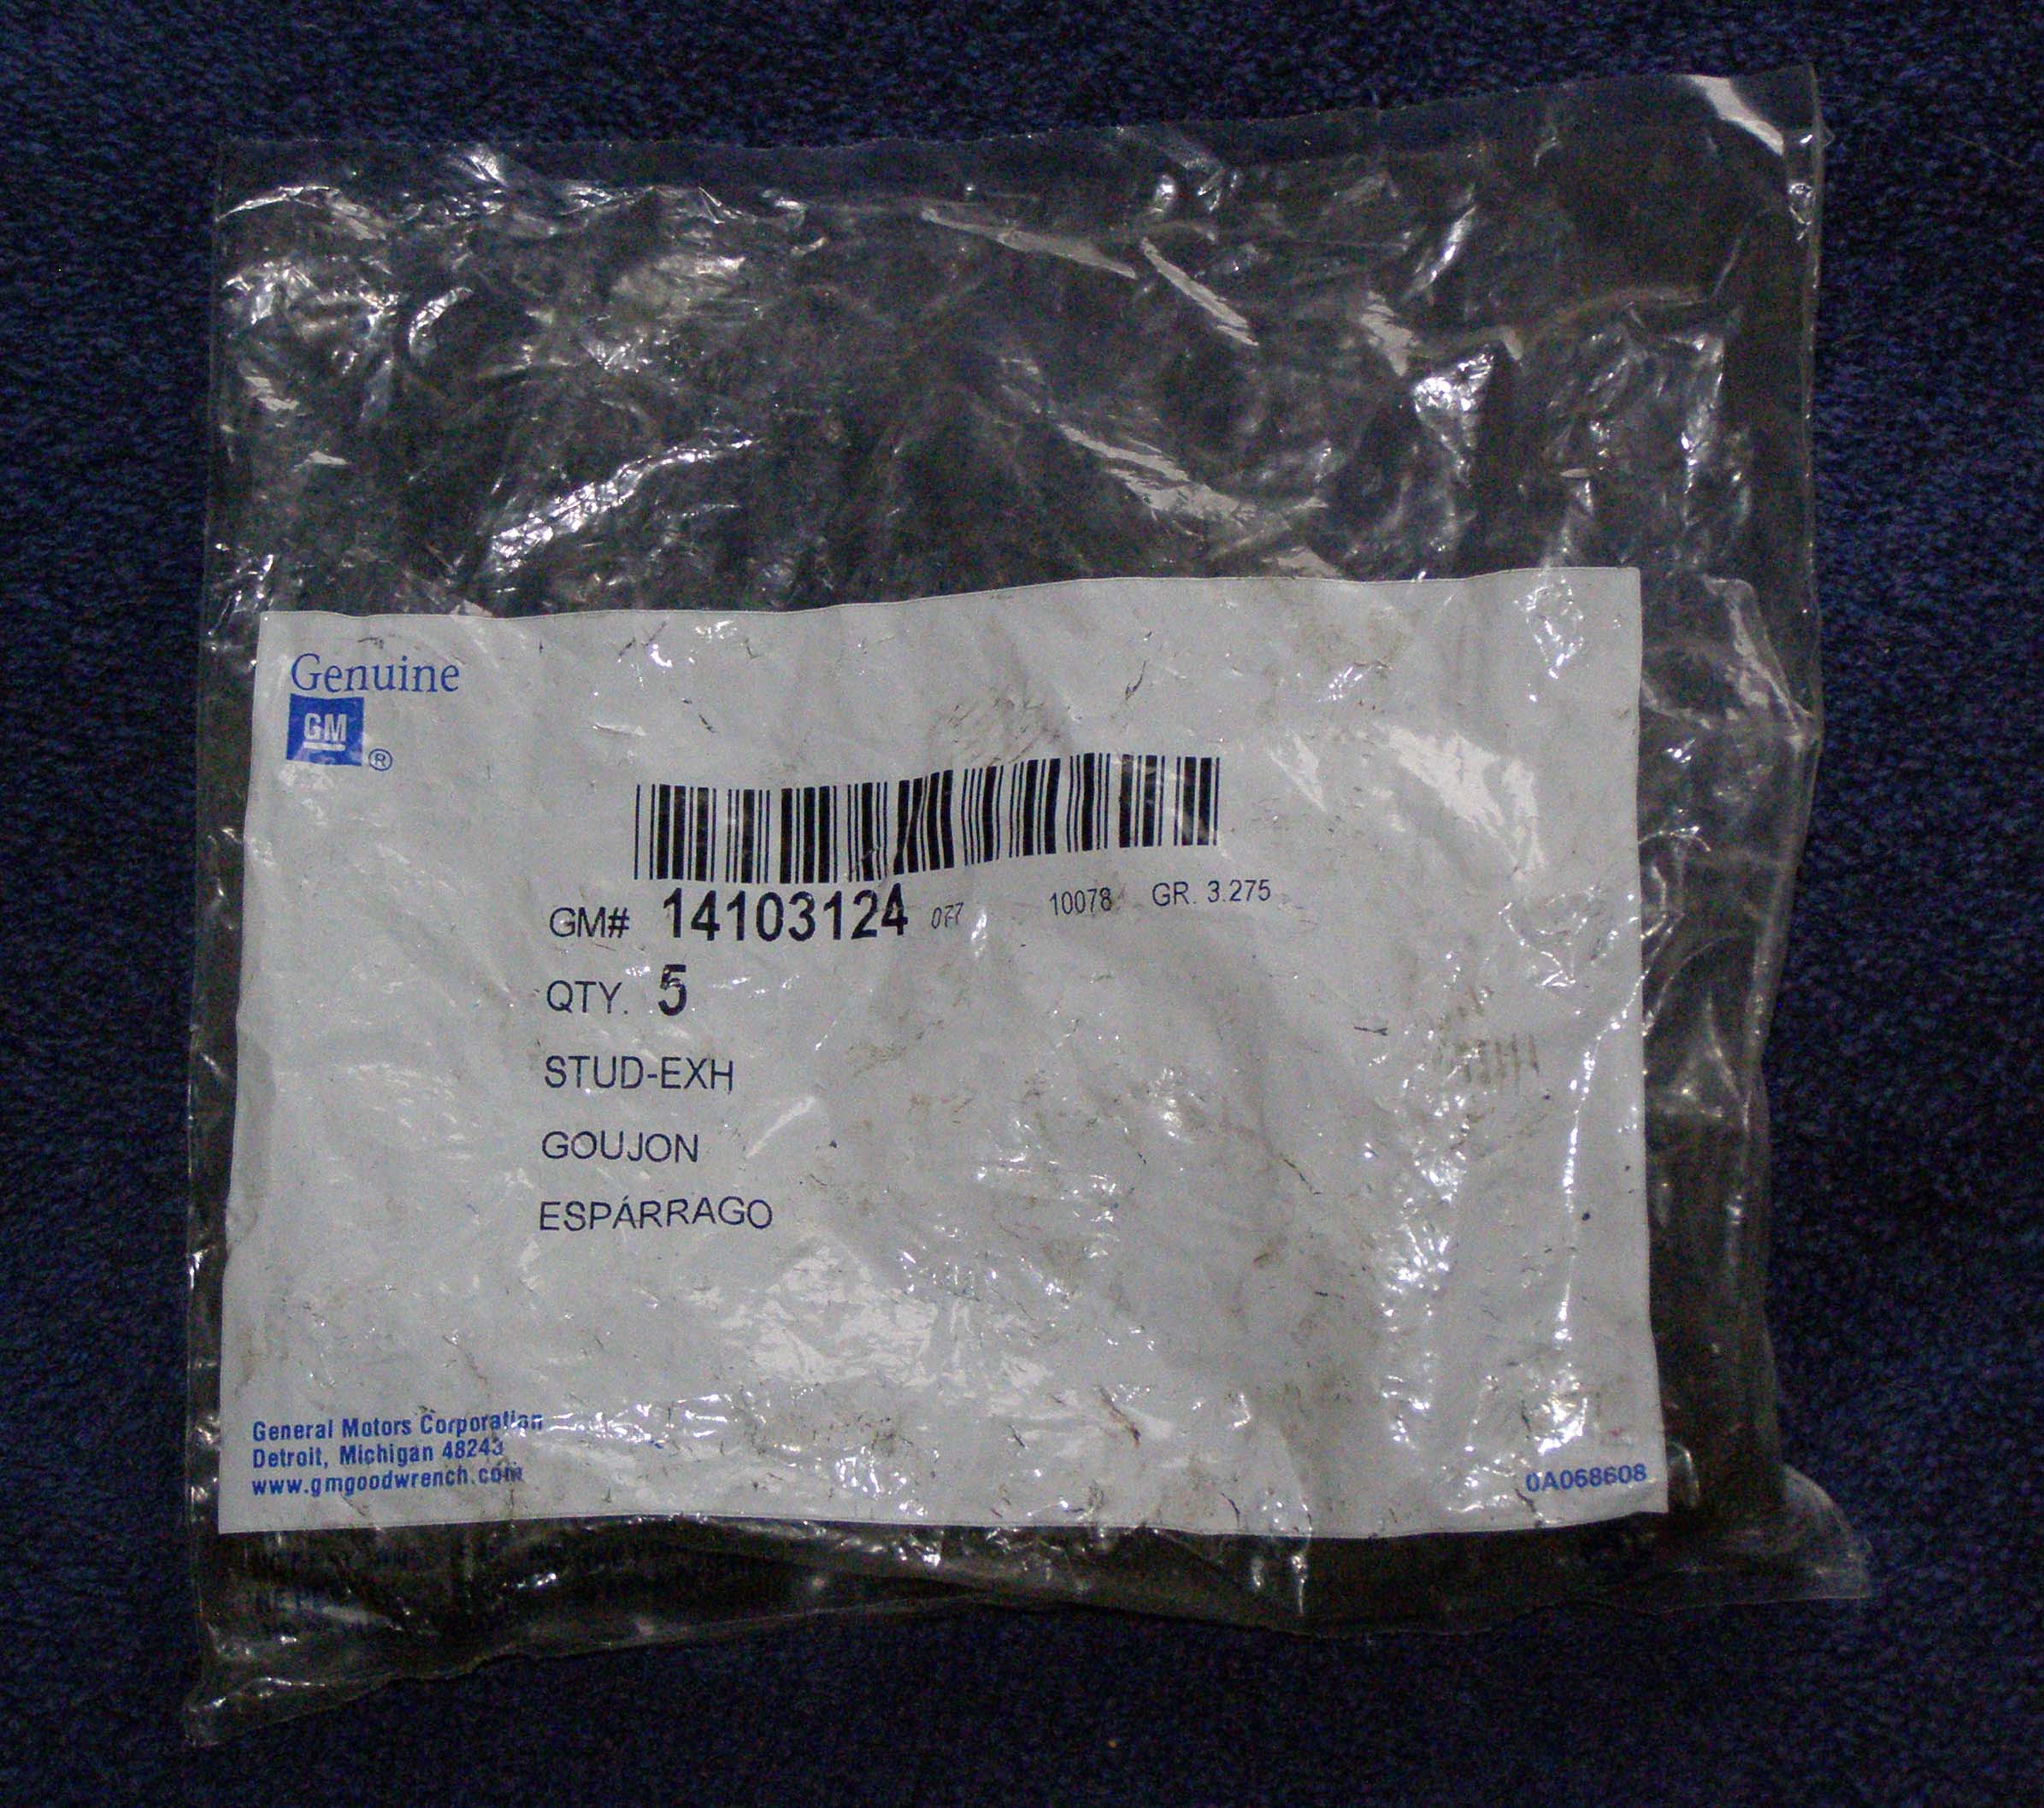 Genuine
GM
®
GM# 14103124 077 10078 GR. 3.275
QTY. 5
STUD-EXH
GOUJON
ESPÁRRAGO
General Motors Corporation
Detroit, Michigan 48243
www.gmgoodwrench.com
0A068608